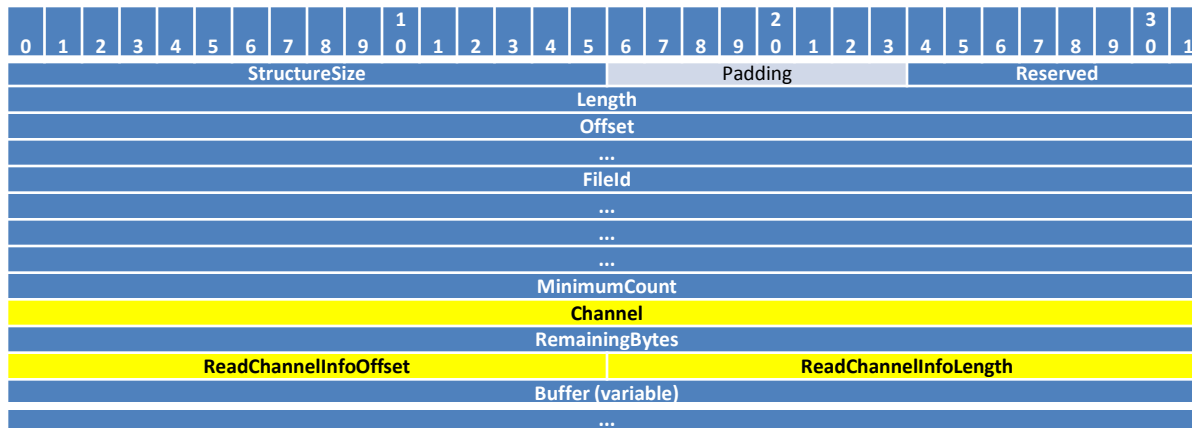 1 2 3
0 1 2 3 4 5 6 7 8 9 0 1 2 3 4 5 6 7 8 9 0 1 2 3 4 5 6 7 8 9 0 1
StructureSize Padding Reserved
Length
Offset
...
FileId
...
...
...
MinimumCount
Channel
RemainingBytes
ReadChannelInfoOffset ReadChannelInfoLength
Buffer (variable)
...